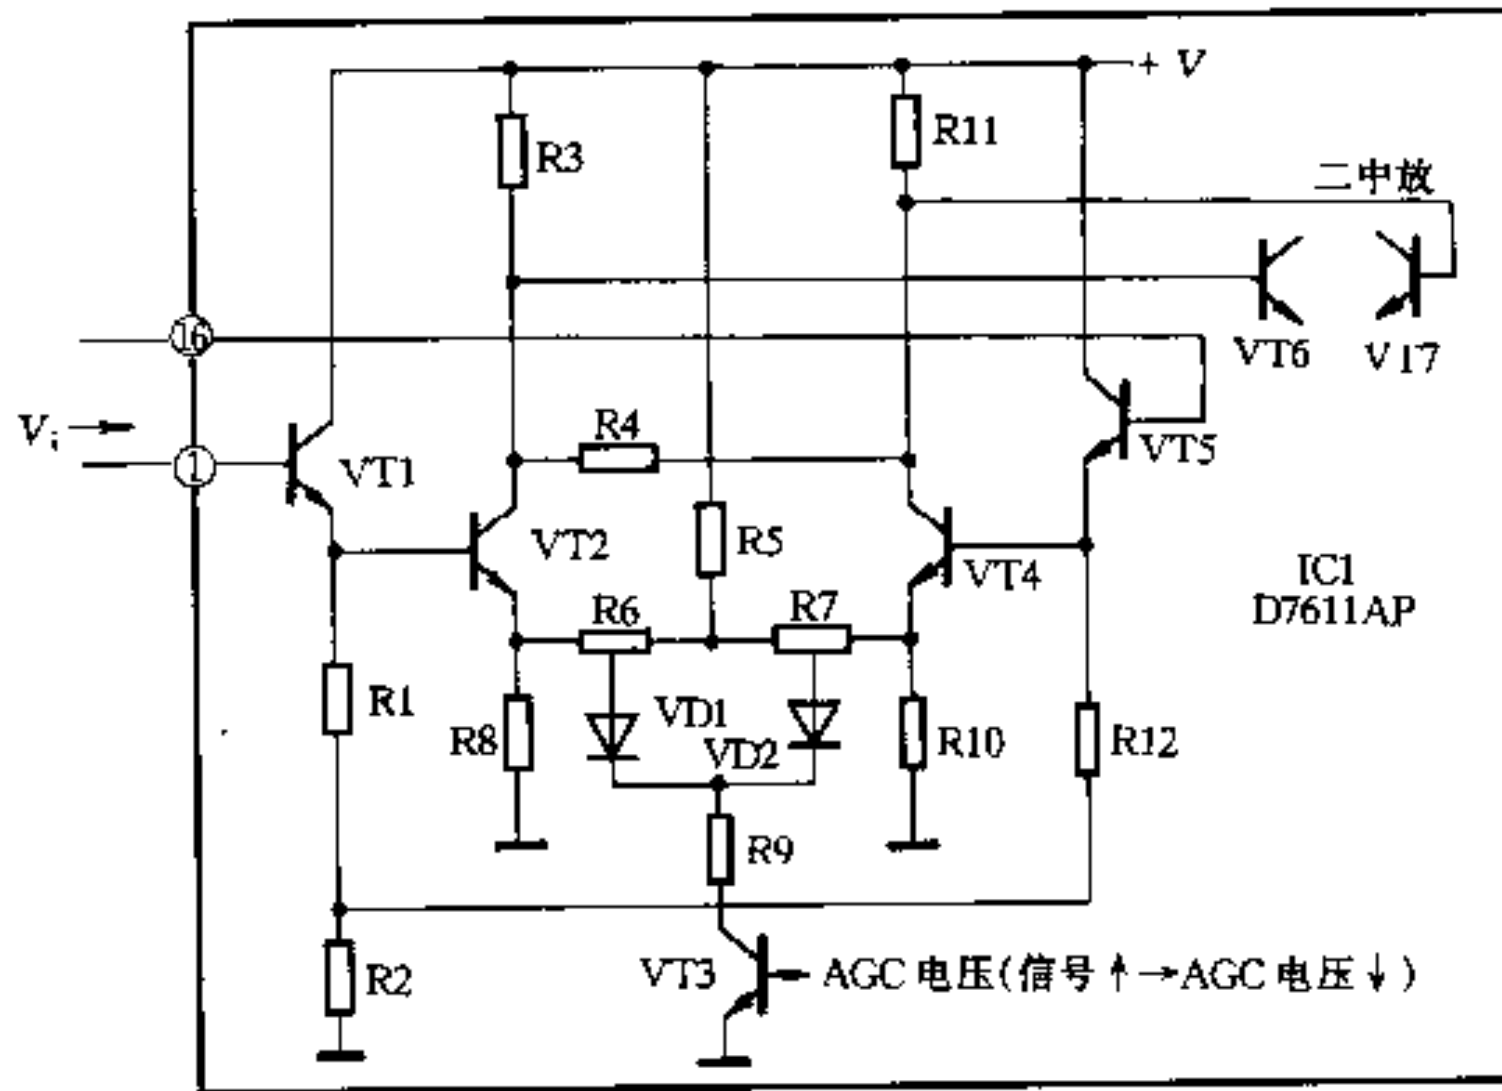 + V
R3
R11
二中放
16
VT6
V17
Vi
1
VT1
R4
VT5
VT2
R5
VT4
IC1
D7611AP
R6
R7
R1
R8
VD1
VD2
R10
R12
R9
R2
VT3
AGC 电压(信号↑→AGC 电压↓)